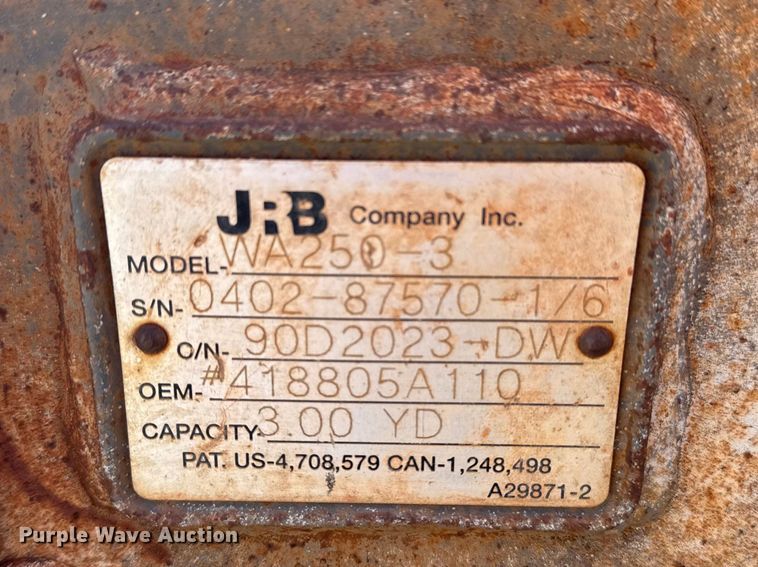 JRB Company Inc.
MODEL- WA250-3
S/N- 0402-87570-1/6
C/N- 90D2023-DW
OEM- #418805A110
CAPACITY- 3.00 YD
PAT. US-4,708,579 CAN-1,248,498
A29871-2
Purple Wave Auction®